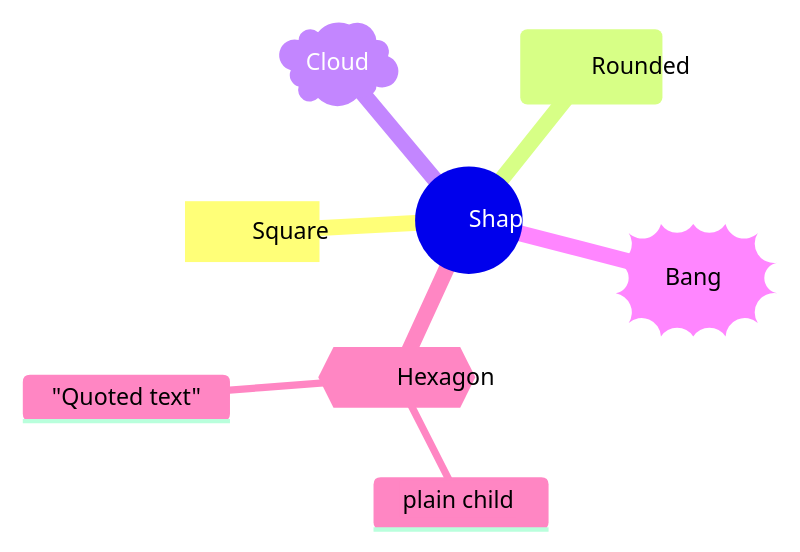 Cloud
Rounded
Square
Shap
Bang
Hexagon
"Quoted text"
plain child